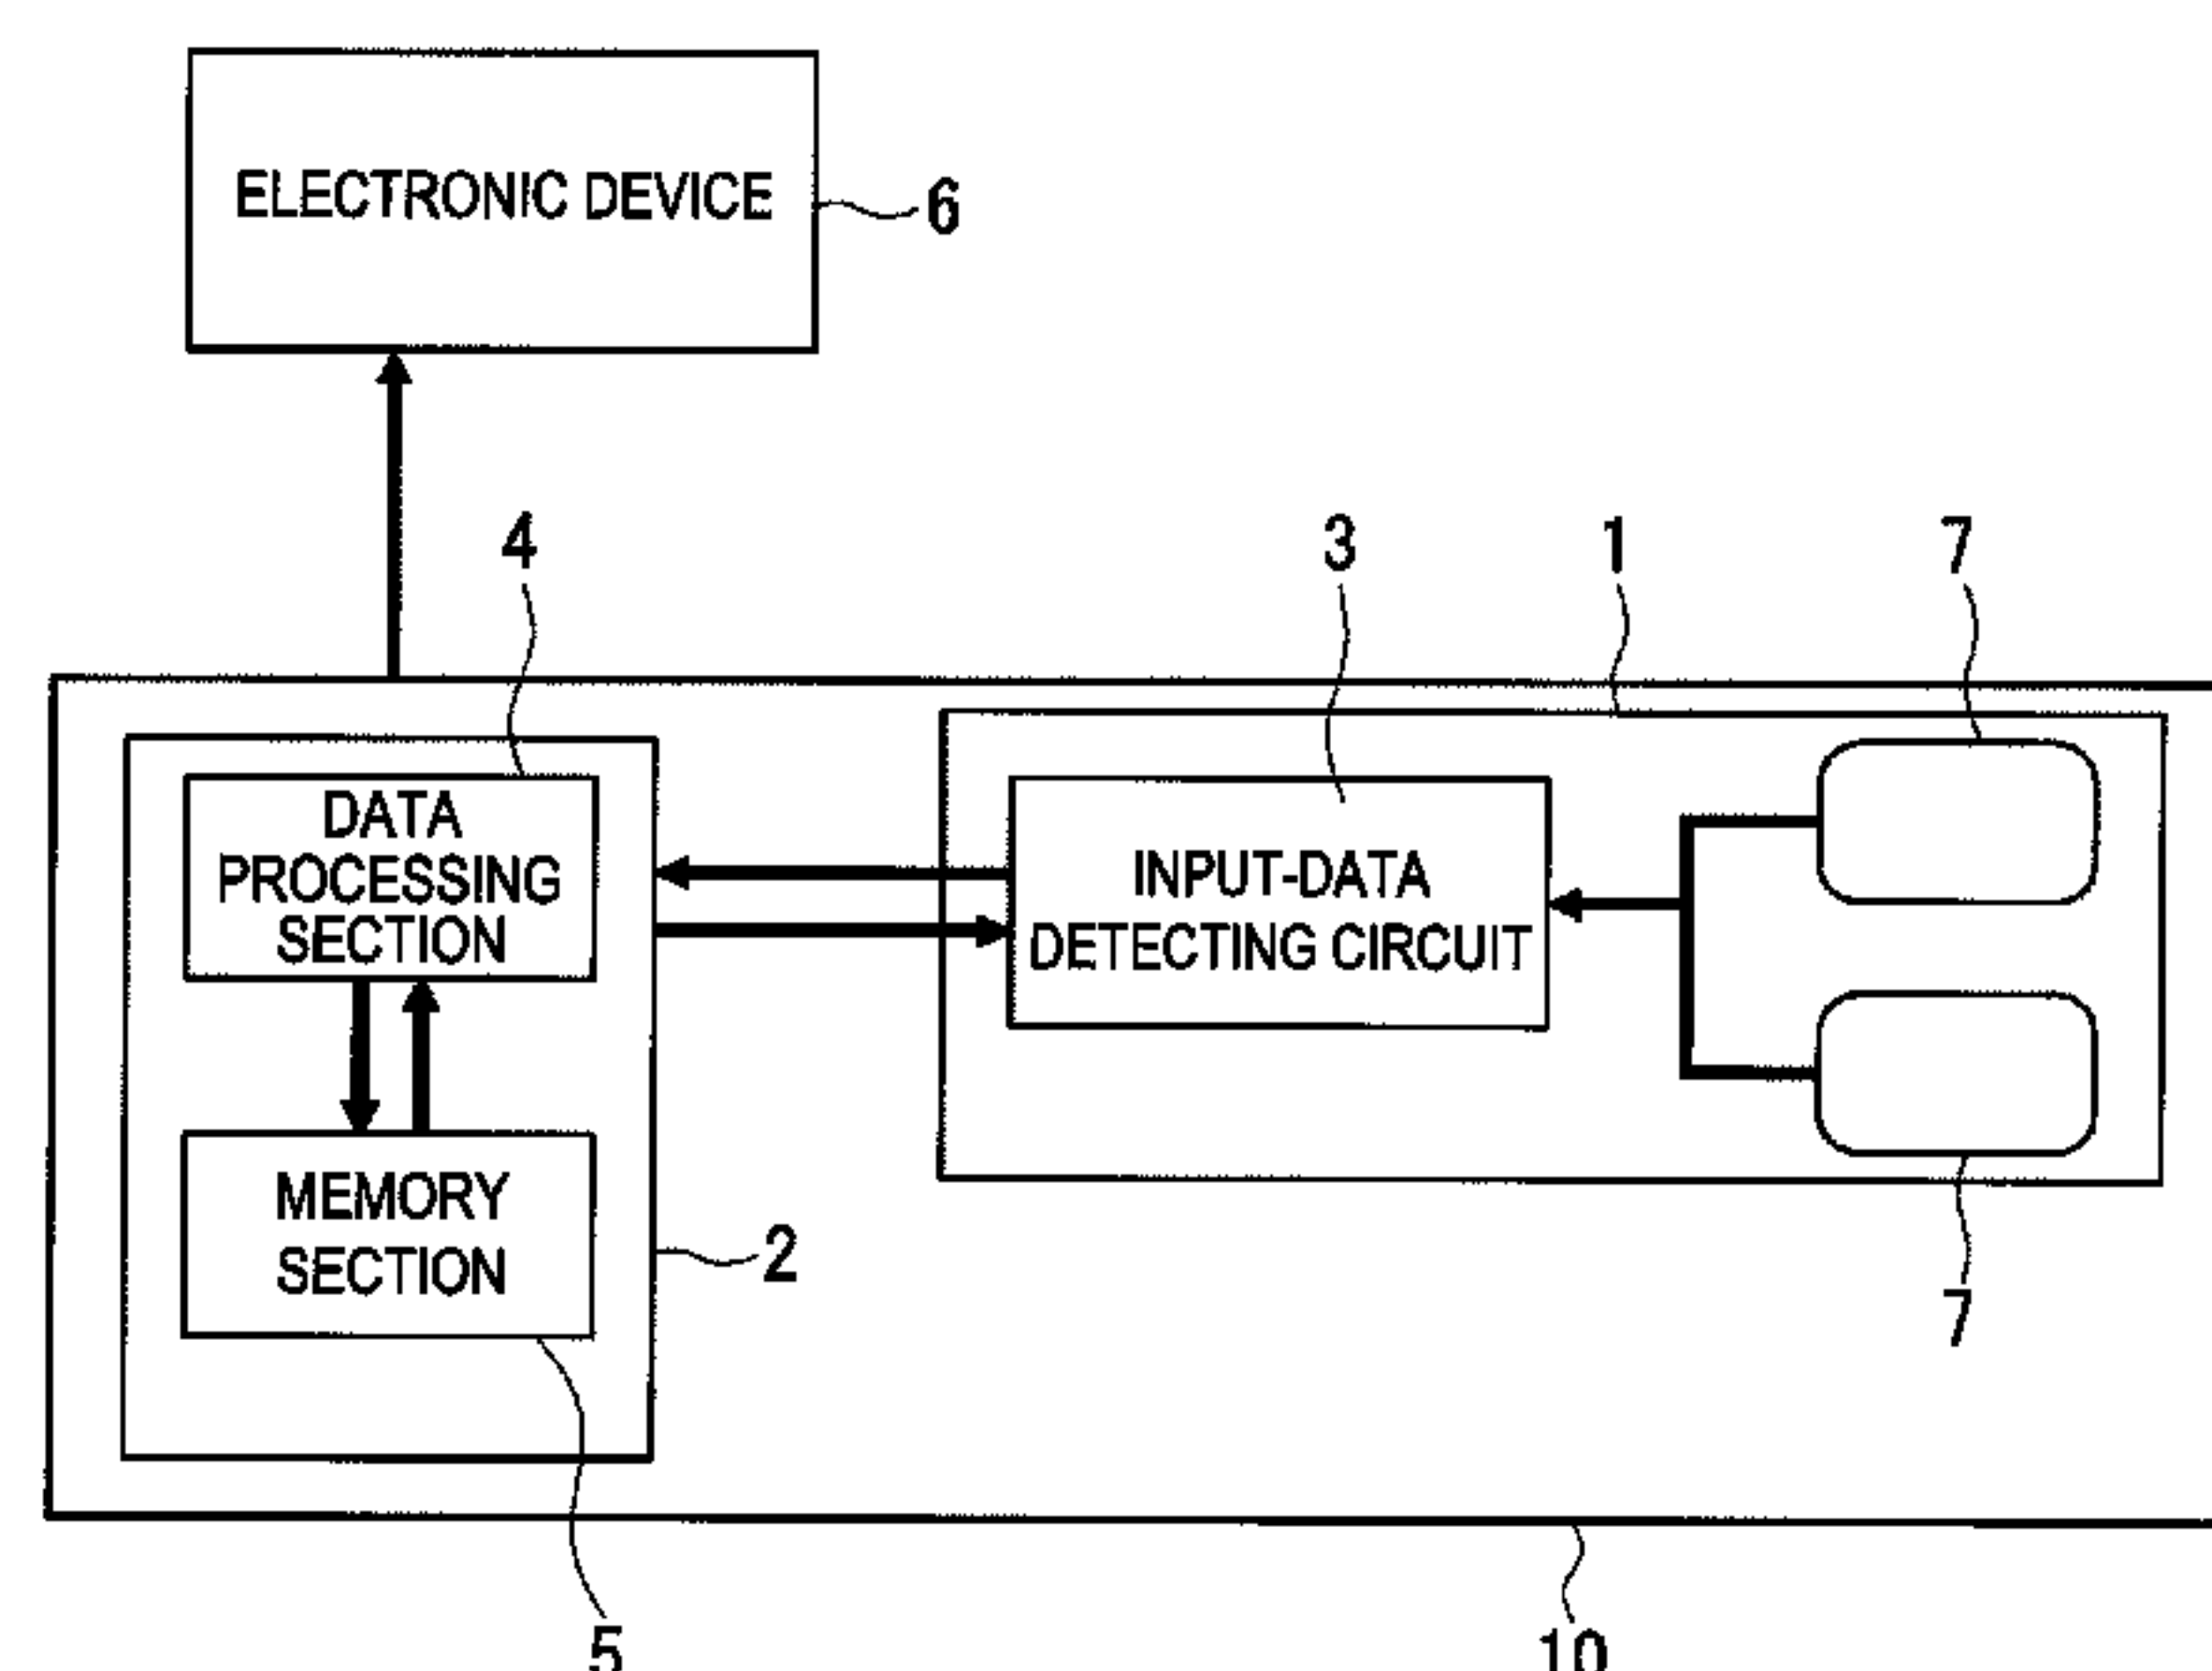 ELECTRONIC DEVICE
6
4
3
1
7
DATA
PROCESSING
SECTION
INPUT-DATA
DETECTING CIRCUIT
MEMORY
SECTION
2
7
5
10